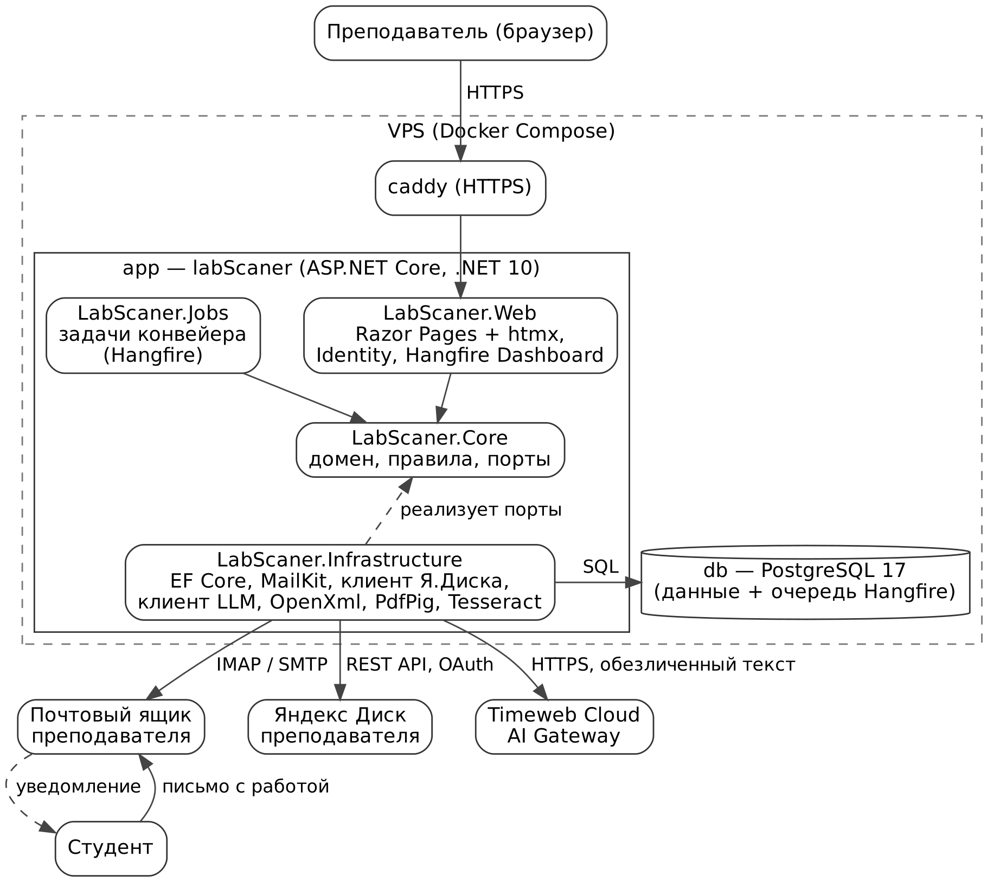 Преподаватель (браузер)
HTTPS
VPS (Docker Compose)
caddy (HTTPS)
app — labScaner (ASP.NET Core, .NET 10)
LabScaner.Jobs
задачи конвейера
(Hangfire)
LabScaner.Web
Razor Pages + htmx,
Identity, Hangfire Dashboard
LabScaner.Core
домен, правила, порты
реализует порты
LabScaner.Infrastructure
EF Core, MailKit, клиент Я.Диска,
клиент LLM, OpenXml, PdfPig, Tesseract
SQL
db — PostgreSQL 17
(данные + очередь Hangfire)
IMAP / SMTP
REST API, OAuth
HTTPS, обезличенный текст
Почтовый ящик
преподавателя
Яндекс Диск
преподавателя
Timeweb Cloud
AI Gateway
уведомление
письмо с работой
Студент